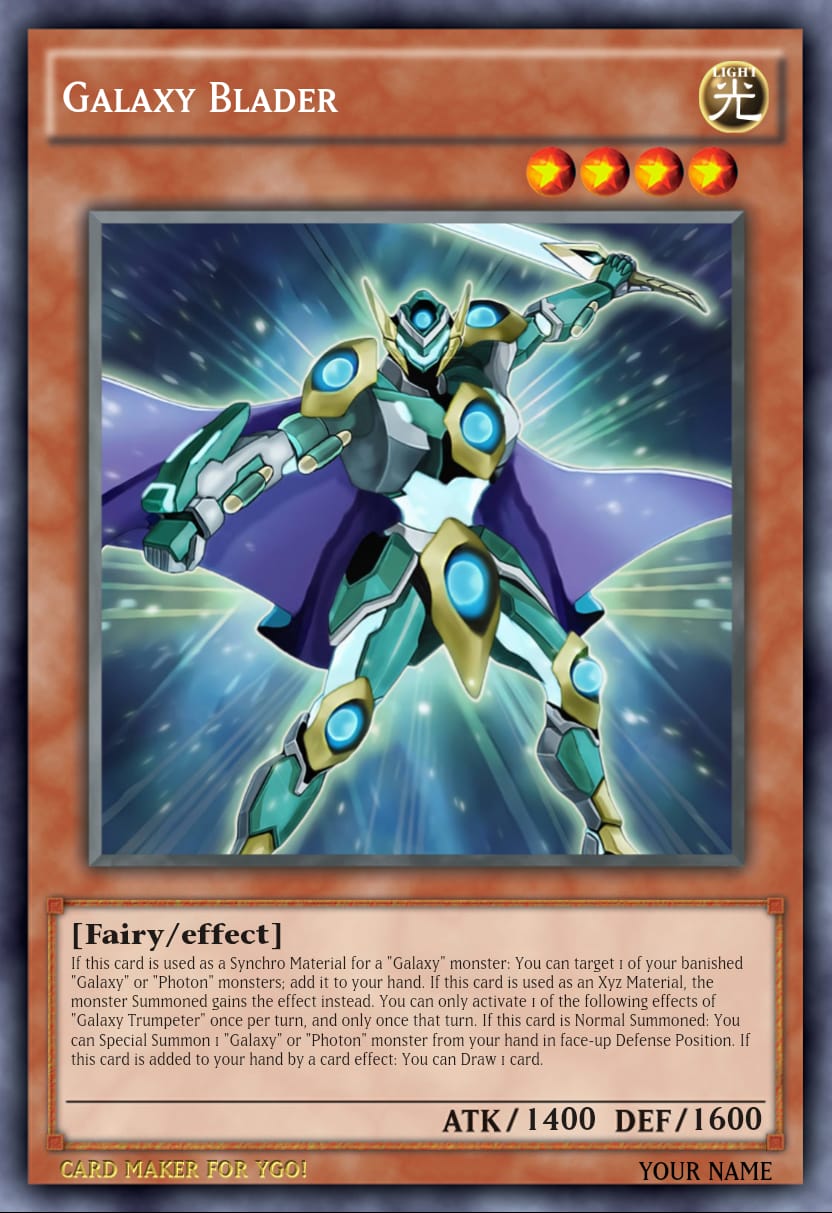 Galaxy Blader
LIGHT
光
[Fairy/effect]
If this card is used as a Synchro Material for a "Galaxy" monster: You can target 1 of your banished
"Galaxy" or "Photon" monsters; add it to your hand. If this card is used as an Xyz Material, the
monster Summoned gains the effect instead. You can only activate 1 of the following effects of
"Galaxy Trumpeter" once per turn, and only once that turn. If this card is Normal Summoned: You
can Special Summon 1 "Galaxy" or "Photon" monster from your hand in face-up Defense Position. If
this card is added to your hand by a card effect: You can Draw 1 card.
ATK/1400 DEF/1600
CARD MAKER FOR YGO! YOUR NAME